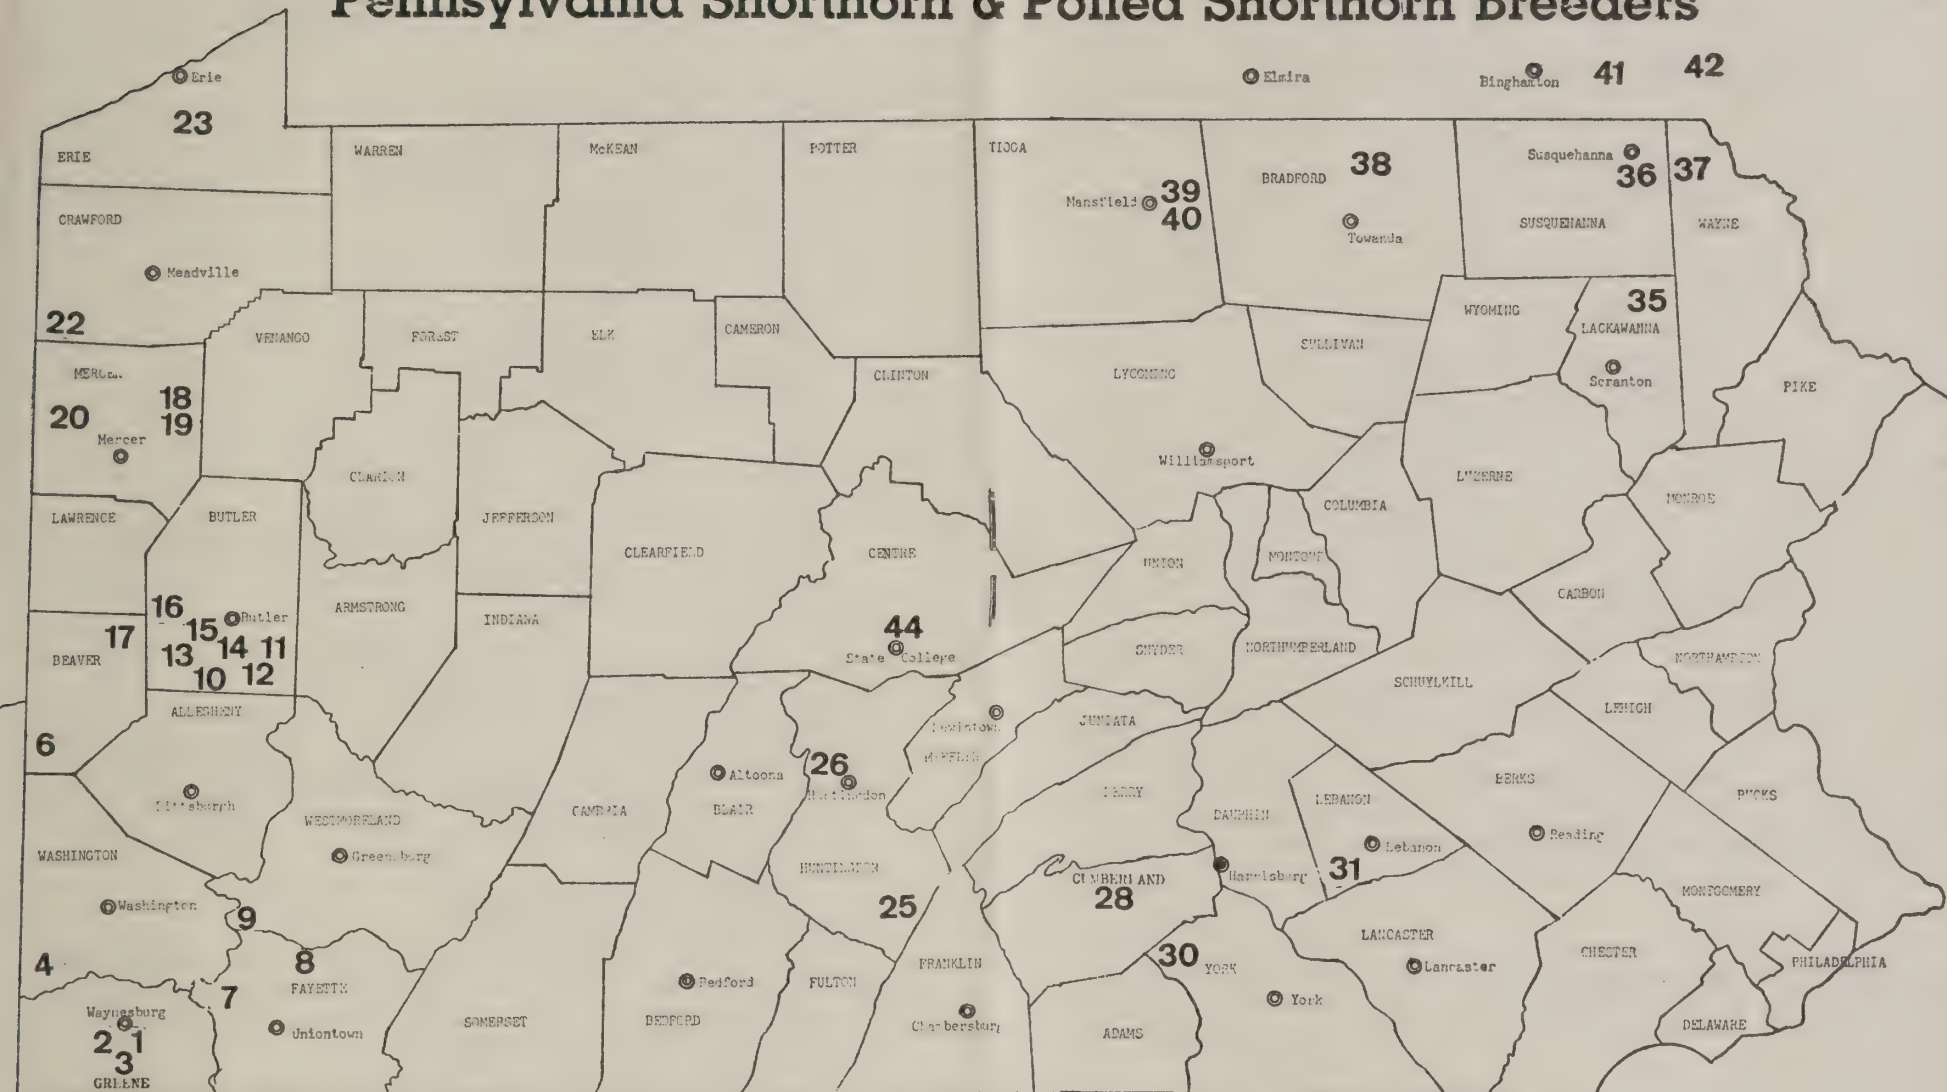 Pennsylvania Shorthorn & Polled Shorthorn Breeders
Erie
23
ERIE
Elmira
Binghamton
41
42
WARREN
McKEAN
POTTER
TIOGA
Mansfield
39
40
BRADFORD
38
Towanda
Susquehanna
36
37
SUSQUEHANNA
WAYNE
CRAWFORD
Meadville
22
VENANGO
FOREST
ELK
CAMERON
CLINTON
LYCOMING
Williamsport
SULLIVAN
WYOMING
35
LACKAWANNA
Scranton
PIKE
20
18
19
Mercer
LAWRENCE
BUTLER
CLARION
JEFFERSON
CLEARFIELD
CENTRE
44
State College
UNION
COLUMBIA
LUZERNE
MONROE
CARBON
16
Butler
15
13
14
11
10
12
ARMSTRONG
INDIANA
SNYDER
NORTHUMPERLAND
SCHUYLKILL
NORTHAMPTON
LEHIGH
17
BEAVER
6
ALLEGHENY
Pittsburgh
WESTMORELAND
Greensburg
CAMBRIA
Altoona
BLAIR
26
Huntingdon
HUNTINGDON
25
Lewistown
JUNIATA
PERRY
DAUPHIN
LEBANON
Lebanon
31
Harrisburg
BERKS
Reading
BUCKS
CUMBERLAND
28
WASHINGTON
Washington
9
4
8
7
FAYETTE
Uniontown
Waynesburg
2
1
3
GREENE
SOMERSET
Bedford
BEDFORD
FULTON
FRANKLIN
Chambersburg
ADAMS
30
YORK
York
LANCASTER
Lancaster
CHESTER
MONTGOMERY
PHILADELPHIA
DELAWARE